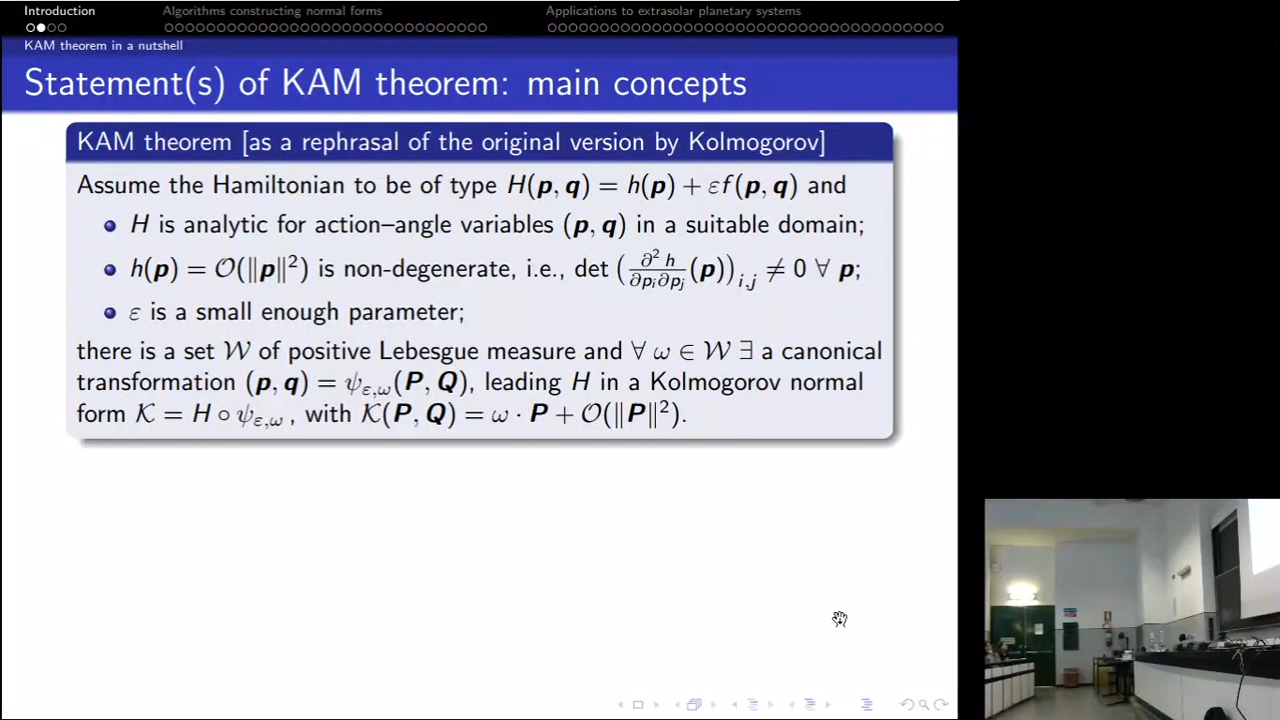 Introduction Algorithms constructing normal forms Applications to extrasolar planetary systems
KAM theorem in a nutshell
Statement(s) of KAM theorem: main concepts
KAM theorem [as a rephrasal of the original version by Kolmogorov]
Assume the Hamiltonian to be of type H(p, q) = h(p) + εf(p, q) and
H is analytic for action–angle variables (p, q) in a suitable domain;
h(p) = O(‖p‖²) is non-degenerate, i.e., det (∂²h/∂p_i∂p_j (p))_{i,j} ≠ 0 ∀ p;
ε is a small enough parameter;
there is a set W of positive Lebesgue measure and ∀ ω ∈ W ∃ a canonical
transformation (p, q) = ψ_{ε,ω}(P, Q), leading H in a Kolmogorov normal
form K = H ∘ ψ_{ε,ω} , with K(P, Q) = ω · P + O(‖P‖²).